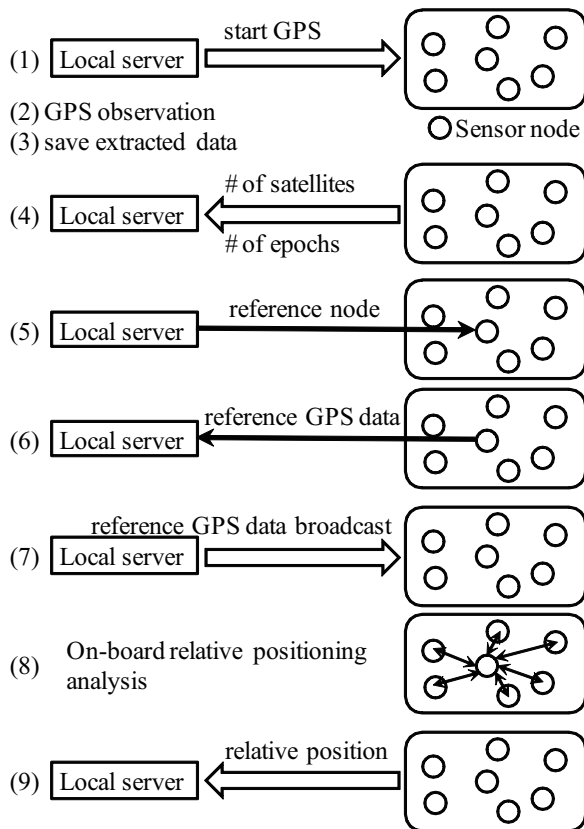 start GPS
(1) Local server
(2) GPS observation
(3) save extracted data
Sensor node
# of satellites
(4) Local server
# of epochs
reference node
(5) Local server
reference GPS data
(6) Local server
reference GPS data broadcast
(7) Local server
(8) On-board relative positioning
analysis
relative position
(9) Local server